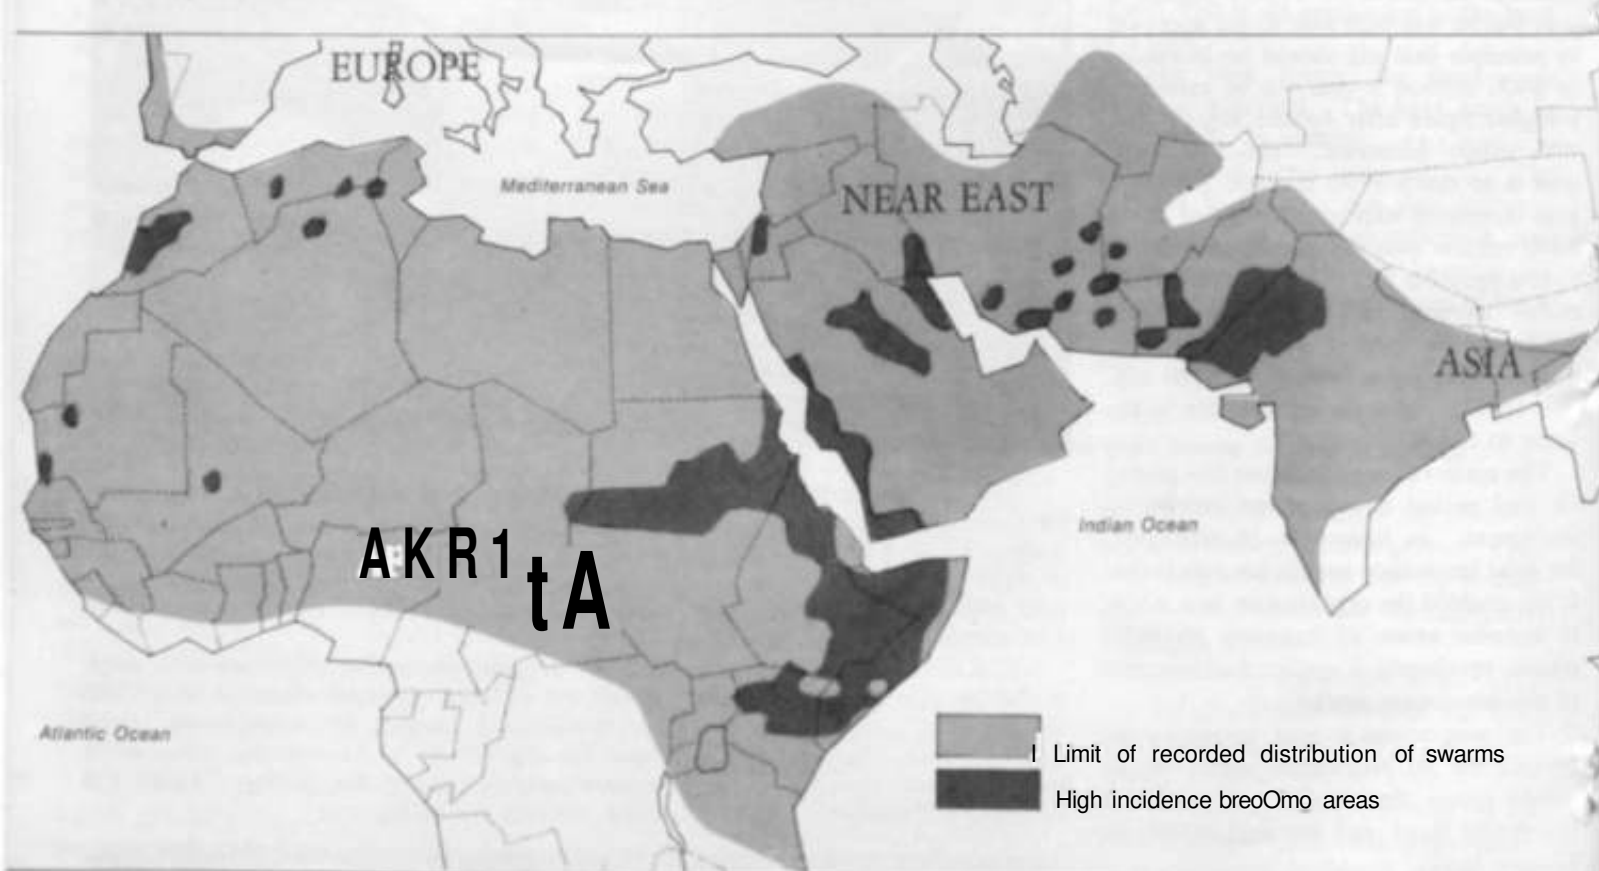 EUROPE
Mediterranean Sea
NEAR EAST
ASIA
AKR1
tA
Indian Ocean
Atlantic Ocean
I Limit of recorded distribution of swarms
High incidence breoOmo areas